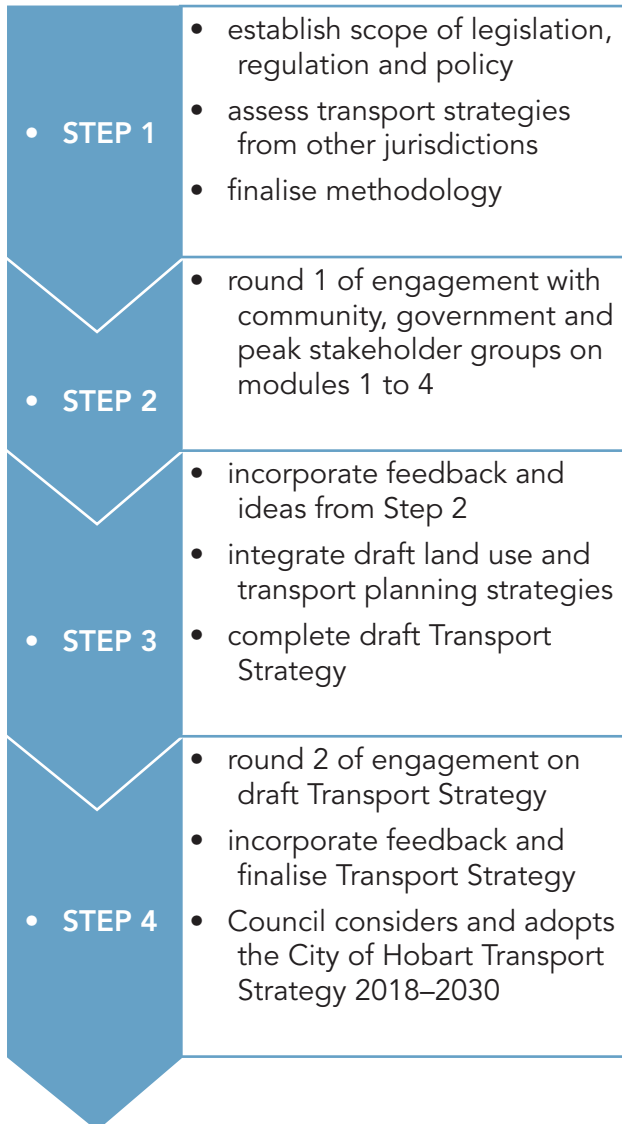 • STEP 1
• establish scope of legislation,
regulation and policy
• assess transport strategies
from other jurisdictions
• finalise methodology
• STEP 2
• round 1 of engagement with
community, government and
peak stakeholder groups on
modules 1 to 4
• STEP 3
• incorporate feedback and
ideas from Step 2
• integrate draft land use and
transport planning strategies
• complete draft Transport
Strategy
• STEP 4
• round 2 of engagement on
draft Transport Strategy
• incorporate feedback and
finalise Transport Strategy
• Council considers and adopts
the City of Hobart Transport
Strategy 2018–2030